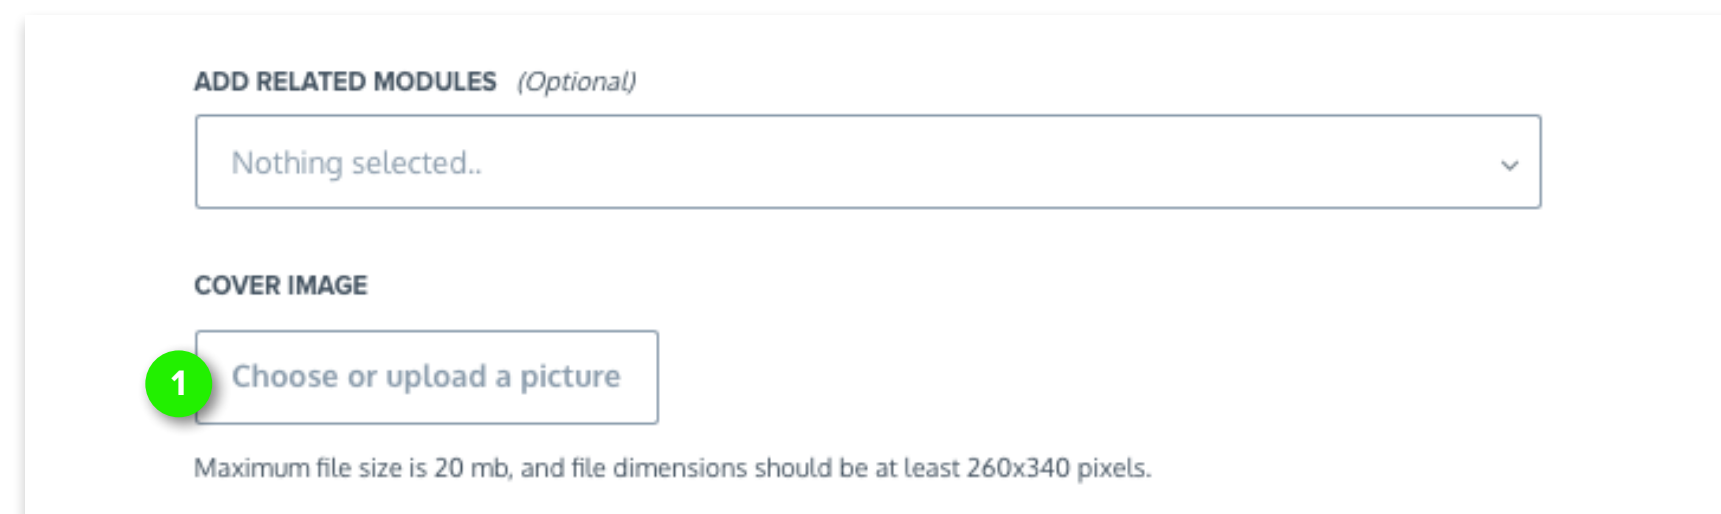 ADD RELATED MODULES (Optional)
Nothing selected..
COVER IMAGE
1 Choose or upload a picture
Maximum file size is 20 mb, and file dimensions should be at least 260x340 pixels.